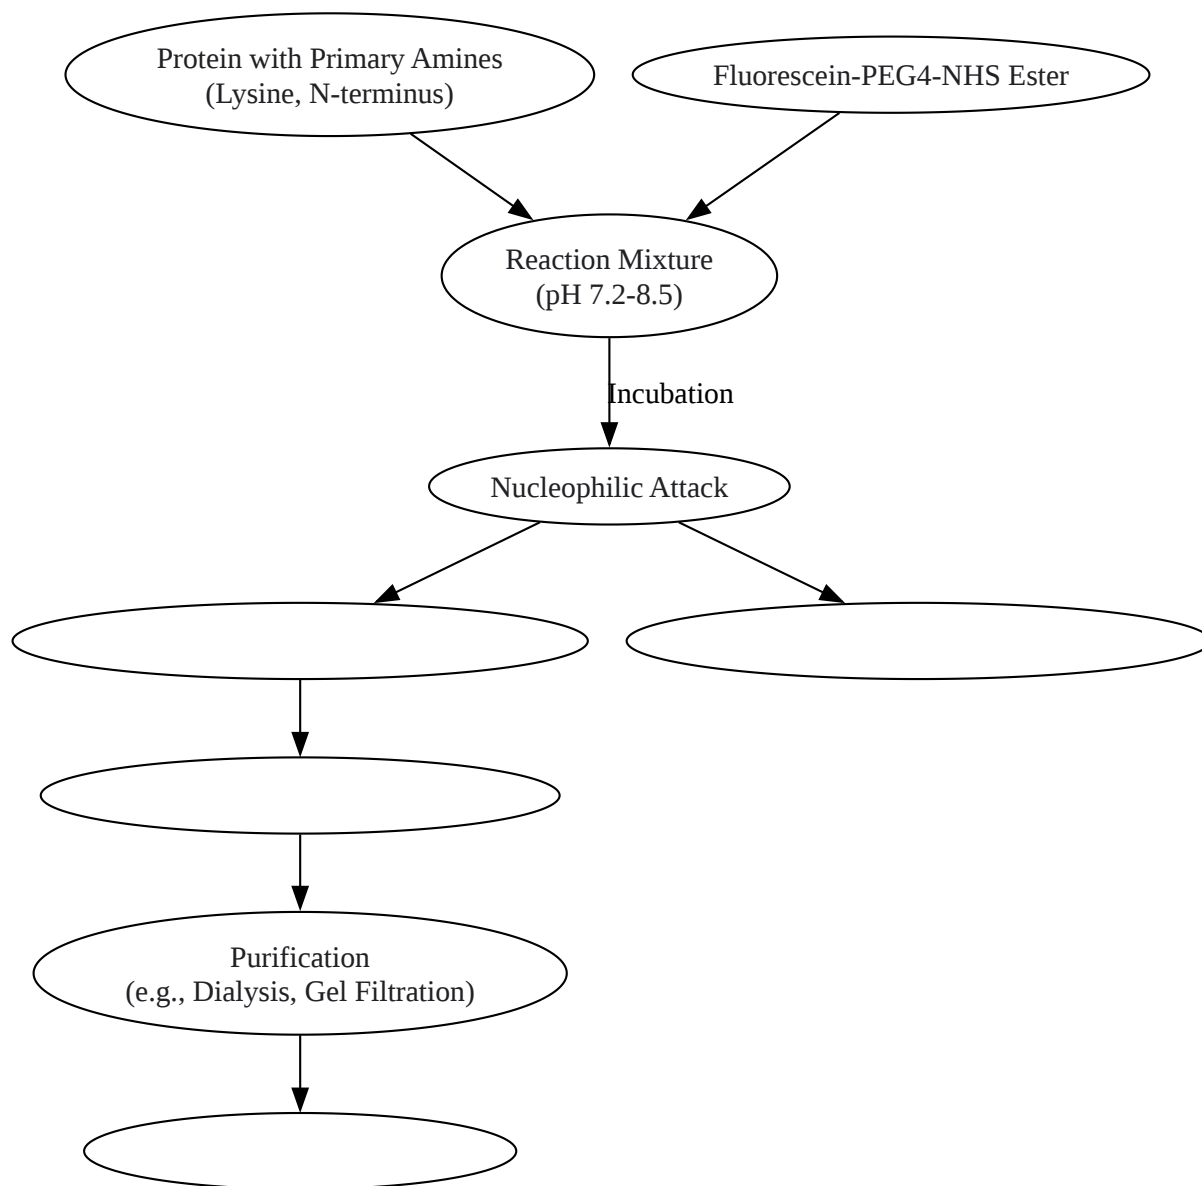 Protein with Primary Amines
(Lysine, N-terminus)
Fluorescein-PEG4-NHS Ester
Reaction Mixture
(pH 7.2-8.5)
Incubation
Nucleophilic Attack
Purification
(e.g., Dialysis, Gel Filtration)